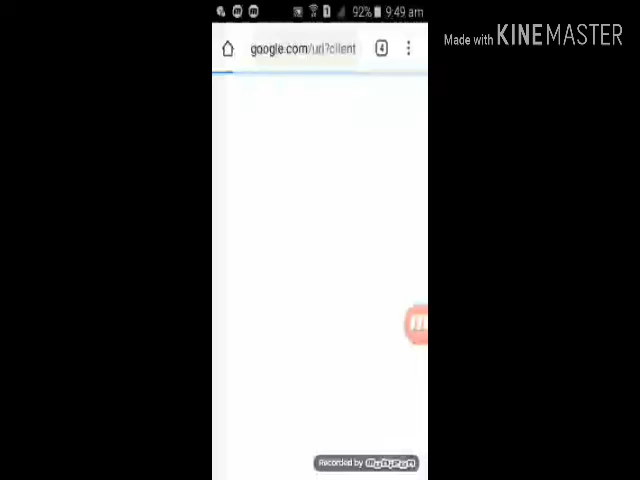 92% 9:49 am
google.com/url?client
4
Made with KINEMASTER
Recorded by